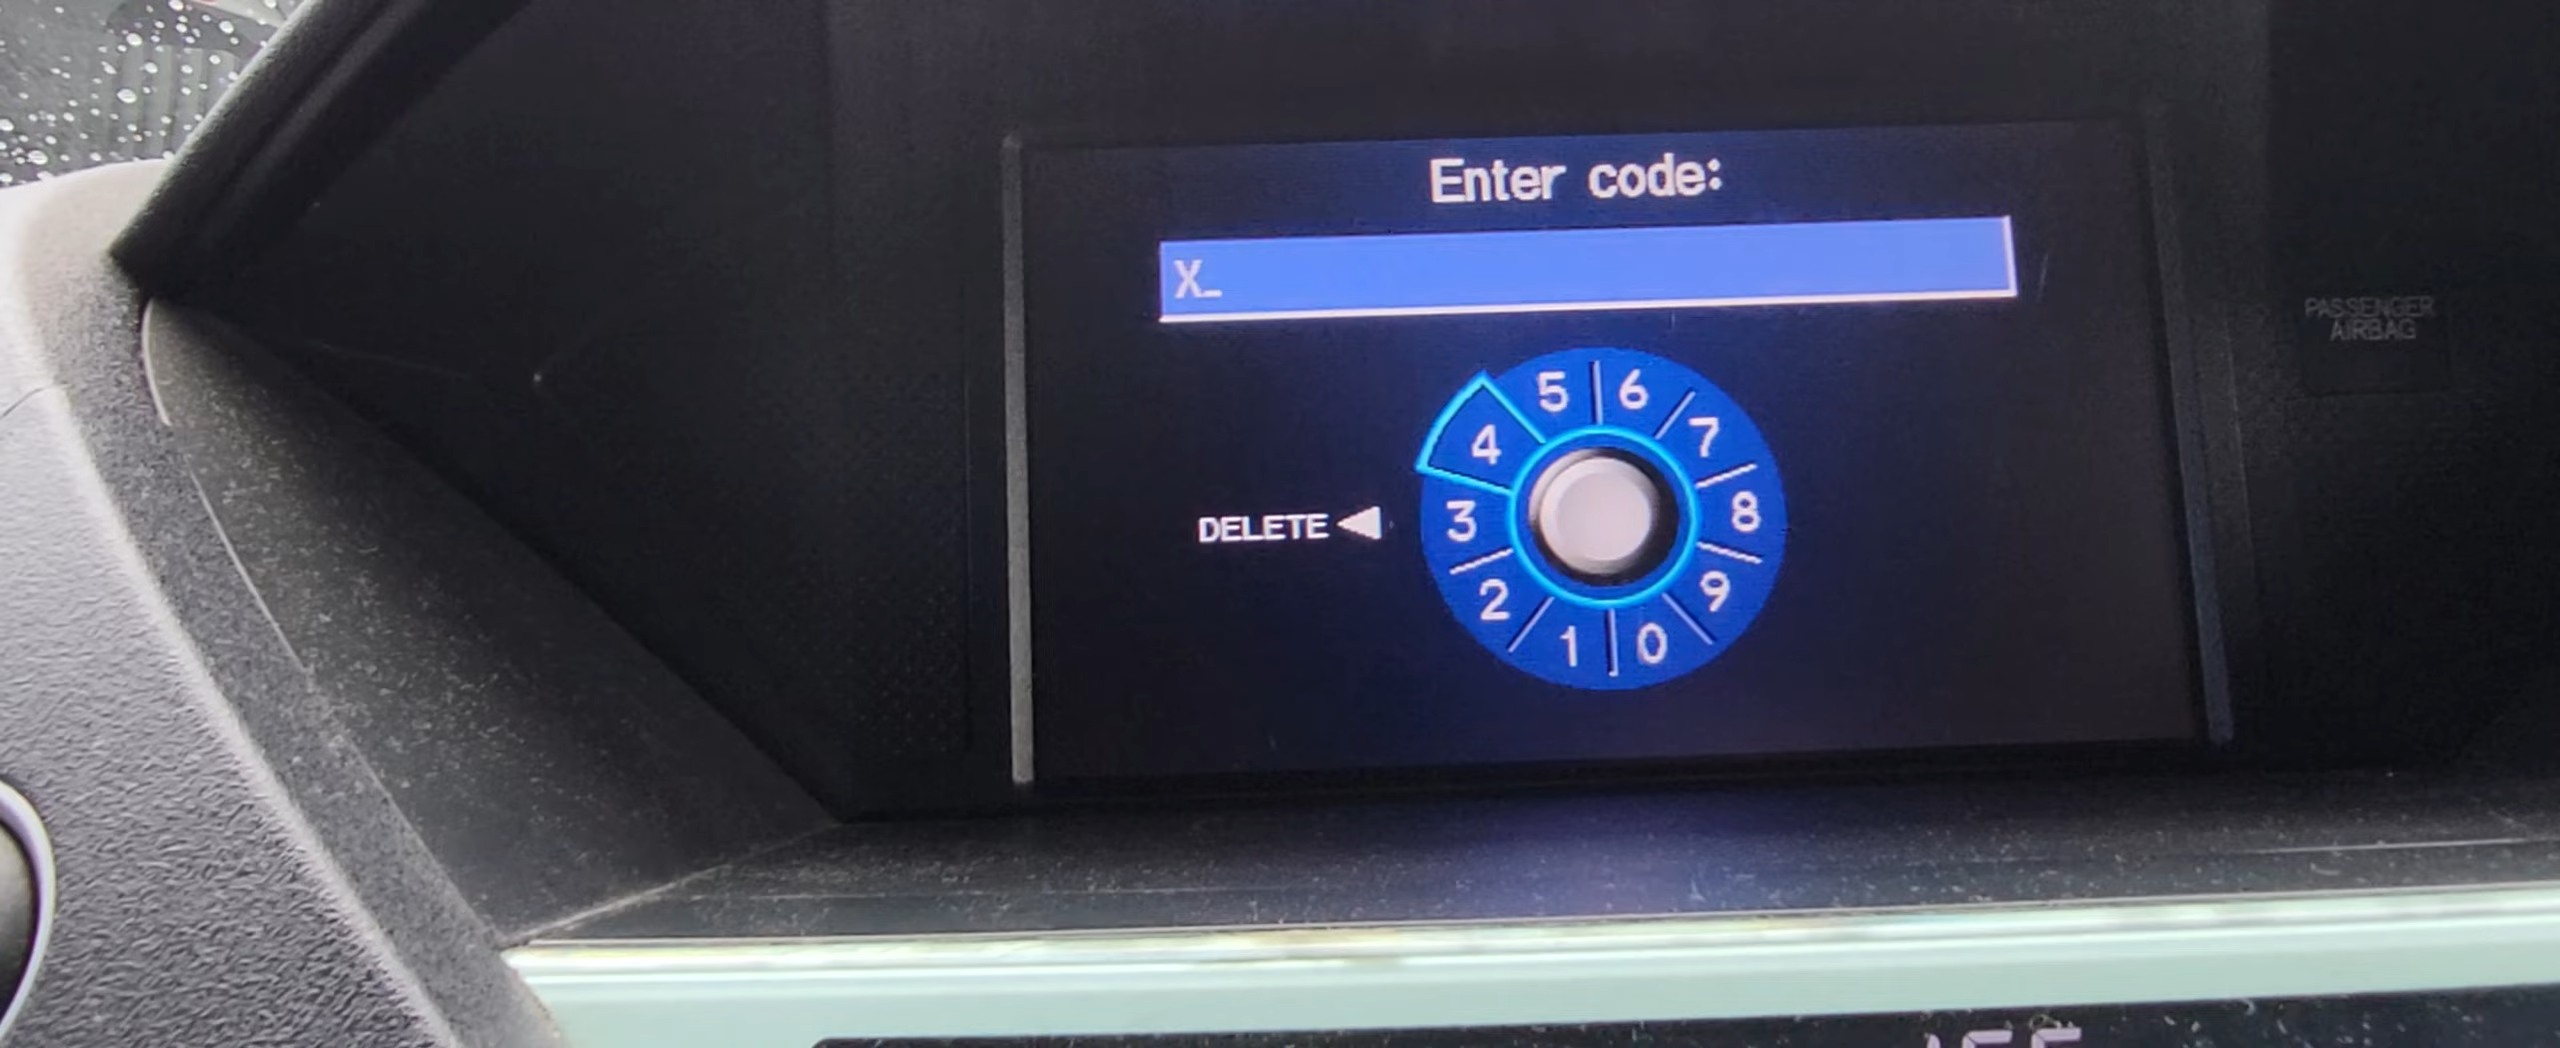 Enter code:
X_
5 6
4 7
DELETE ◀ 3 8
2 9
1 0
PASSENGER
AIRBAG